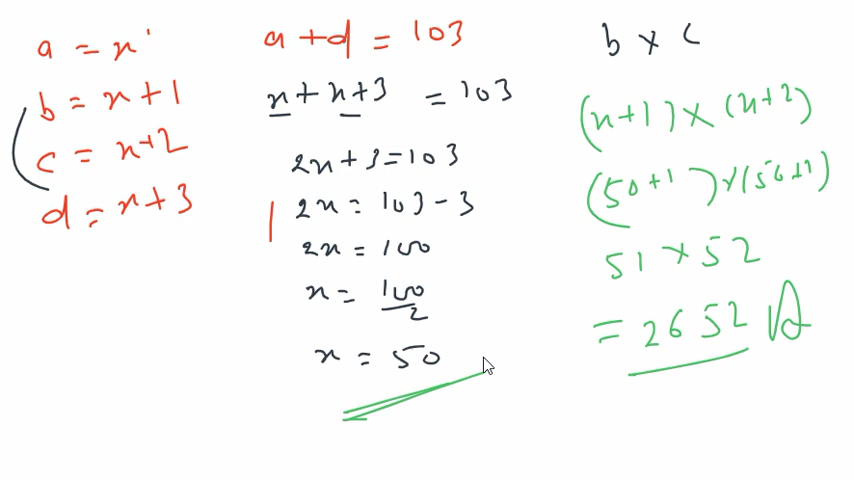 a = x
b = x + 1
c = x + 2
d = x + 3
a + d = 103
x + x + 3 = 103
2x + 3 = 103
2x = 103 - 3
2x = 100
x = 100/2
x = 50
b × c
(x + 1) × (x + 2)
(50 + 1) × (50 + 2)
51 × 52
= 2652